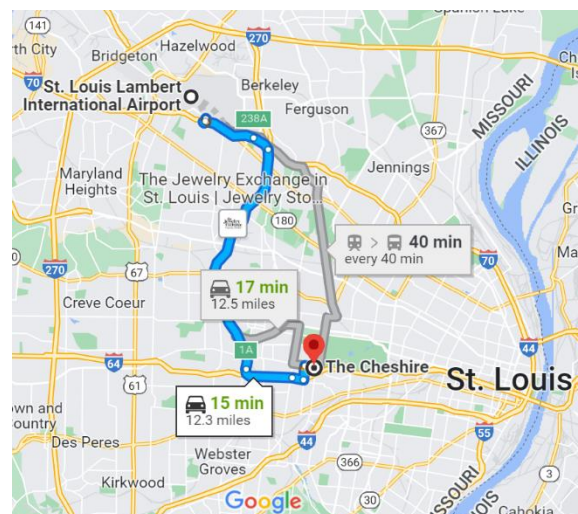 141
Spanish Lake
270
rth City
Hazelwood
Bridgeton
70
St. Louis Lambert
International Airport
Berkeley
238A
Ferguson
367
MISSOURI
ILLINOIS
Maryland
Heights
The Jewelry Exchange in
St. Louis | Jewelry Sto...
Jennings
180
40 min
every 40 min
270
67
70
Creve Coeur
17 min
12.5 miles
1A
44
64
The Cheshire
61
St. Louis
15 min
12.3 miles
own and
Country
Des Peres
44
55
Webster
Groves
366
3
Kirkwood
Google
30
MISSOURI
Cahokia